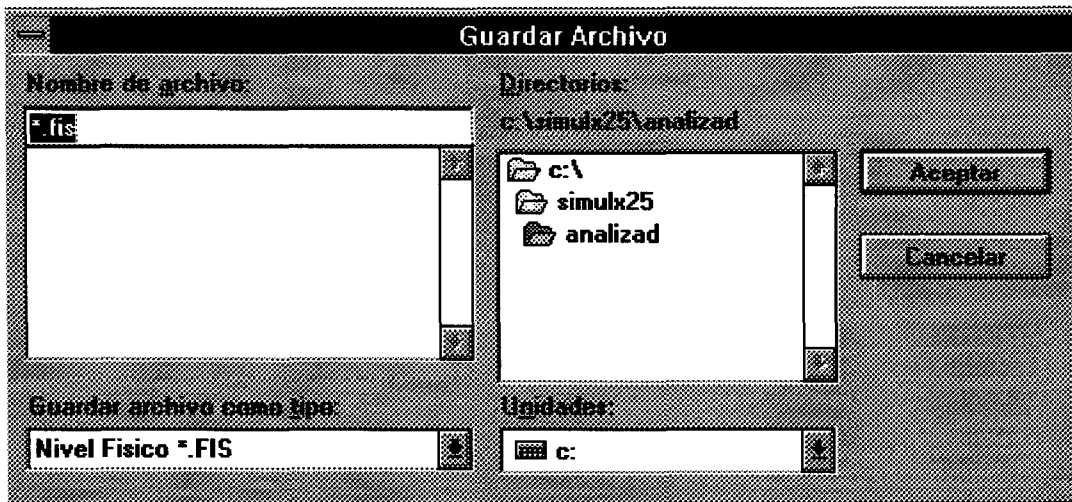 Guardar Archivo
Nombre de archivo:
*.fis
Directorios:
c:\simulx25\analizad
c:\
simulx25
analizad
Aceptar
Cancelar
Guardar archivo como tipo:
Nivel Fisico *.FIS
Unidades:
c: